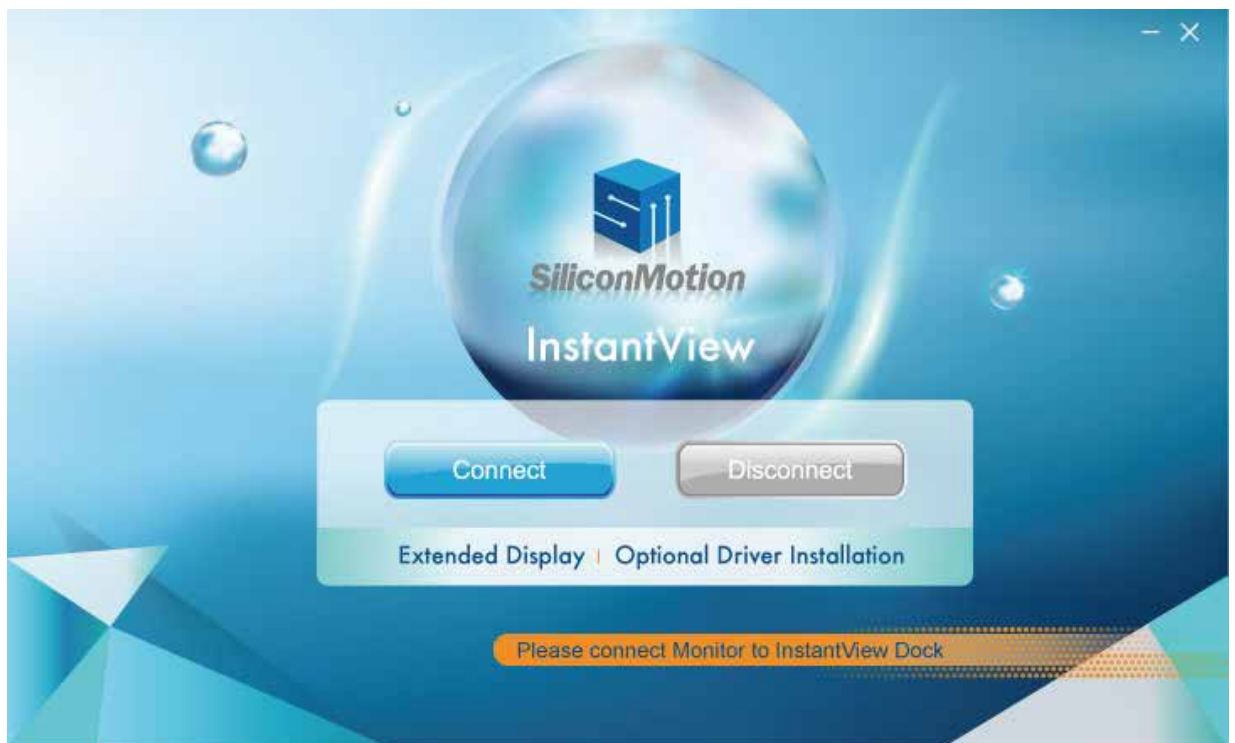 SiliconMotion
InstantView
Connect
Disconnect
Extended Display | Optional Driver Installation
Please connect Monitor to InstantView Dock